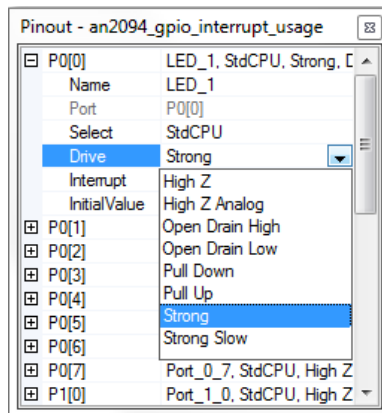 Pinout - an2094_gpio_interrupt_usage
P0[0] LED_1, StdCPU, Strong,
Name LED_1
Port P0[0]
Select StdCPU
Drive Strong
Interrupt High Z
InitialValue High Z Analog
P0[1] Open Drain High
P0[2] Open Drain Low
P0[3] Pull Down
P0[4] Pull Up
P0[5] Strong
P0[6] Strong Slow
P0[7] Port_0_7, StdCPU, High Z
P1[0] Port_1_0, StdCPU, High Z